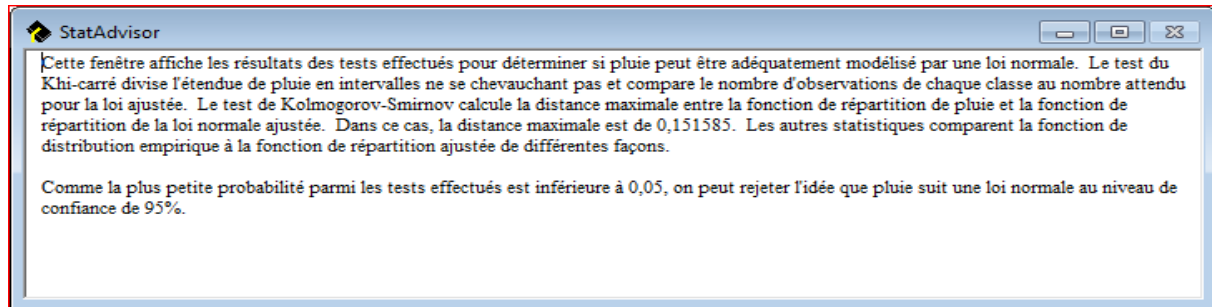 StatAdvisor
Cette fenêtre affiche les résultats des tests effectués pour déterminer si pluie peut être adéquatement modélisé par une loi normale.  Le test du
Khi-carré divise l'étendue de pluie en intervalles ne se chevauchant pas et compare le nombre d'observations de chaque classe au nombre attendu
pour la loi ajustée.  Le test de Kolmogorov-Smirnov calcule la distance maximale entre la fonction de répartition de pluie et la fonction de
répartition de la loi normale ajustée.  Dans ce cas, la distance maximale est de 0,151585.  Les autres statistiques comparent la fonction de
distribution empirique à la fonction de répartition ajustée de différentes façons.
Comme la plus petite probabilité parmi les tests effectués est inférieure à 0,05, on peut rejeter l'idée que pluie suit une loi normale au niveau de
confiance de 95%.